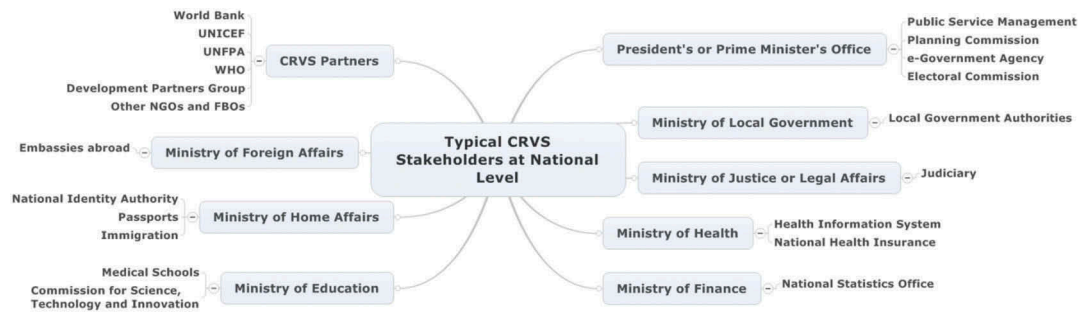 Typical CRVS
Stakeholders at National
Level
CRVS Partners
World Bank
UNICEF
UNFPA
WHO
Development Partners Group
Other NGOs and FBOs
Ministry of Foreign Affairs
Embassies abroad
Ministry of Home Affairs
National Identity Authority
Passports
Immigration
Ministry of Education
Medical Schools
Commission for Science,
Technology and Innovation
President's or Prime Minister's Office
Public Service Management
Planning Commission
e-Government Agency
Electoral Commission
Ministry of Local Government
Local Government Authorities
Ministry of Justice or Legal Affairs
Judiciary
Ministry of Health
Health Information System
National Health Insurance
Ministry of Finance
National Statistics Office